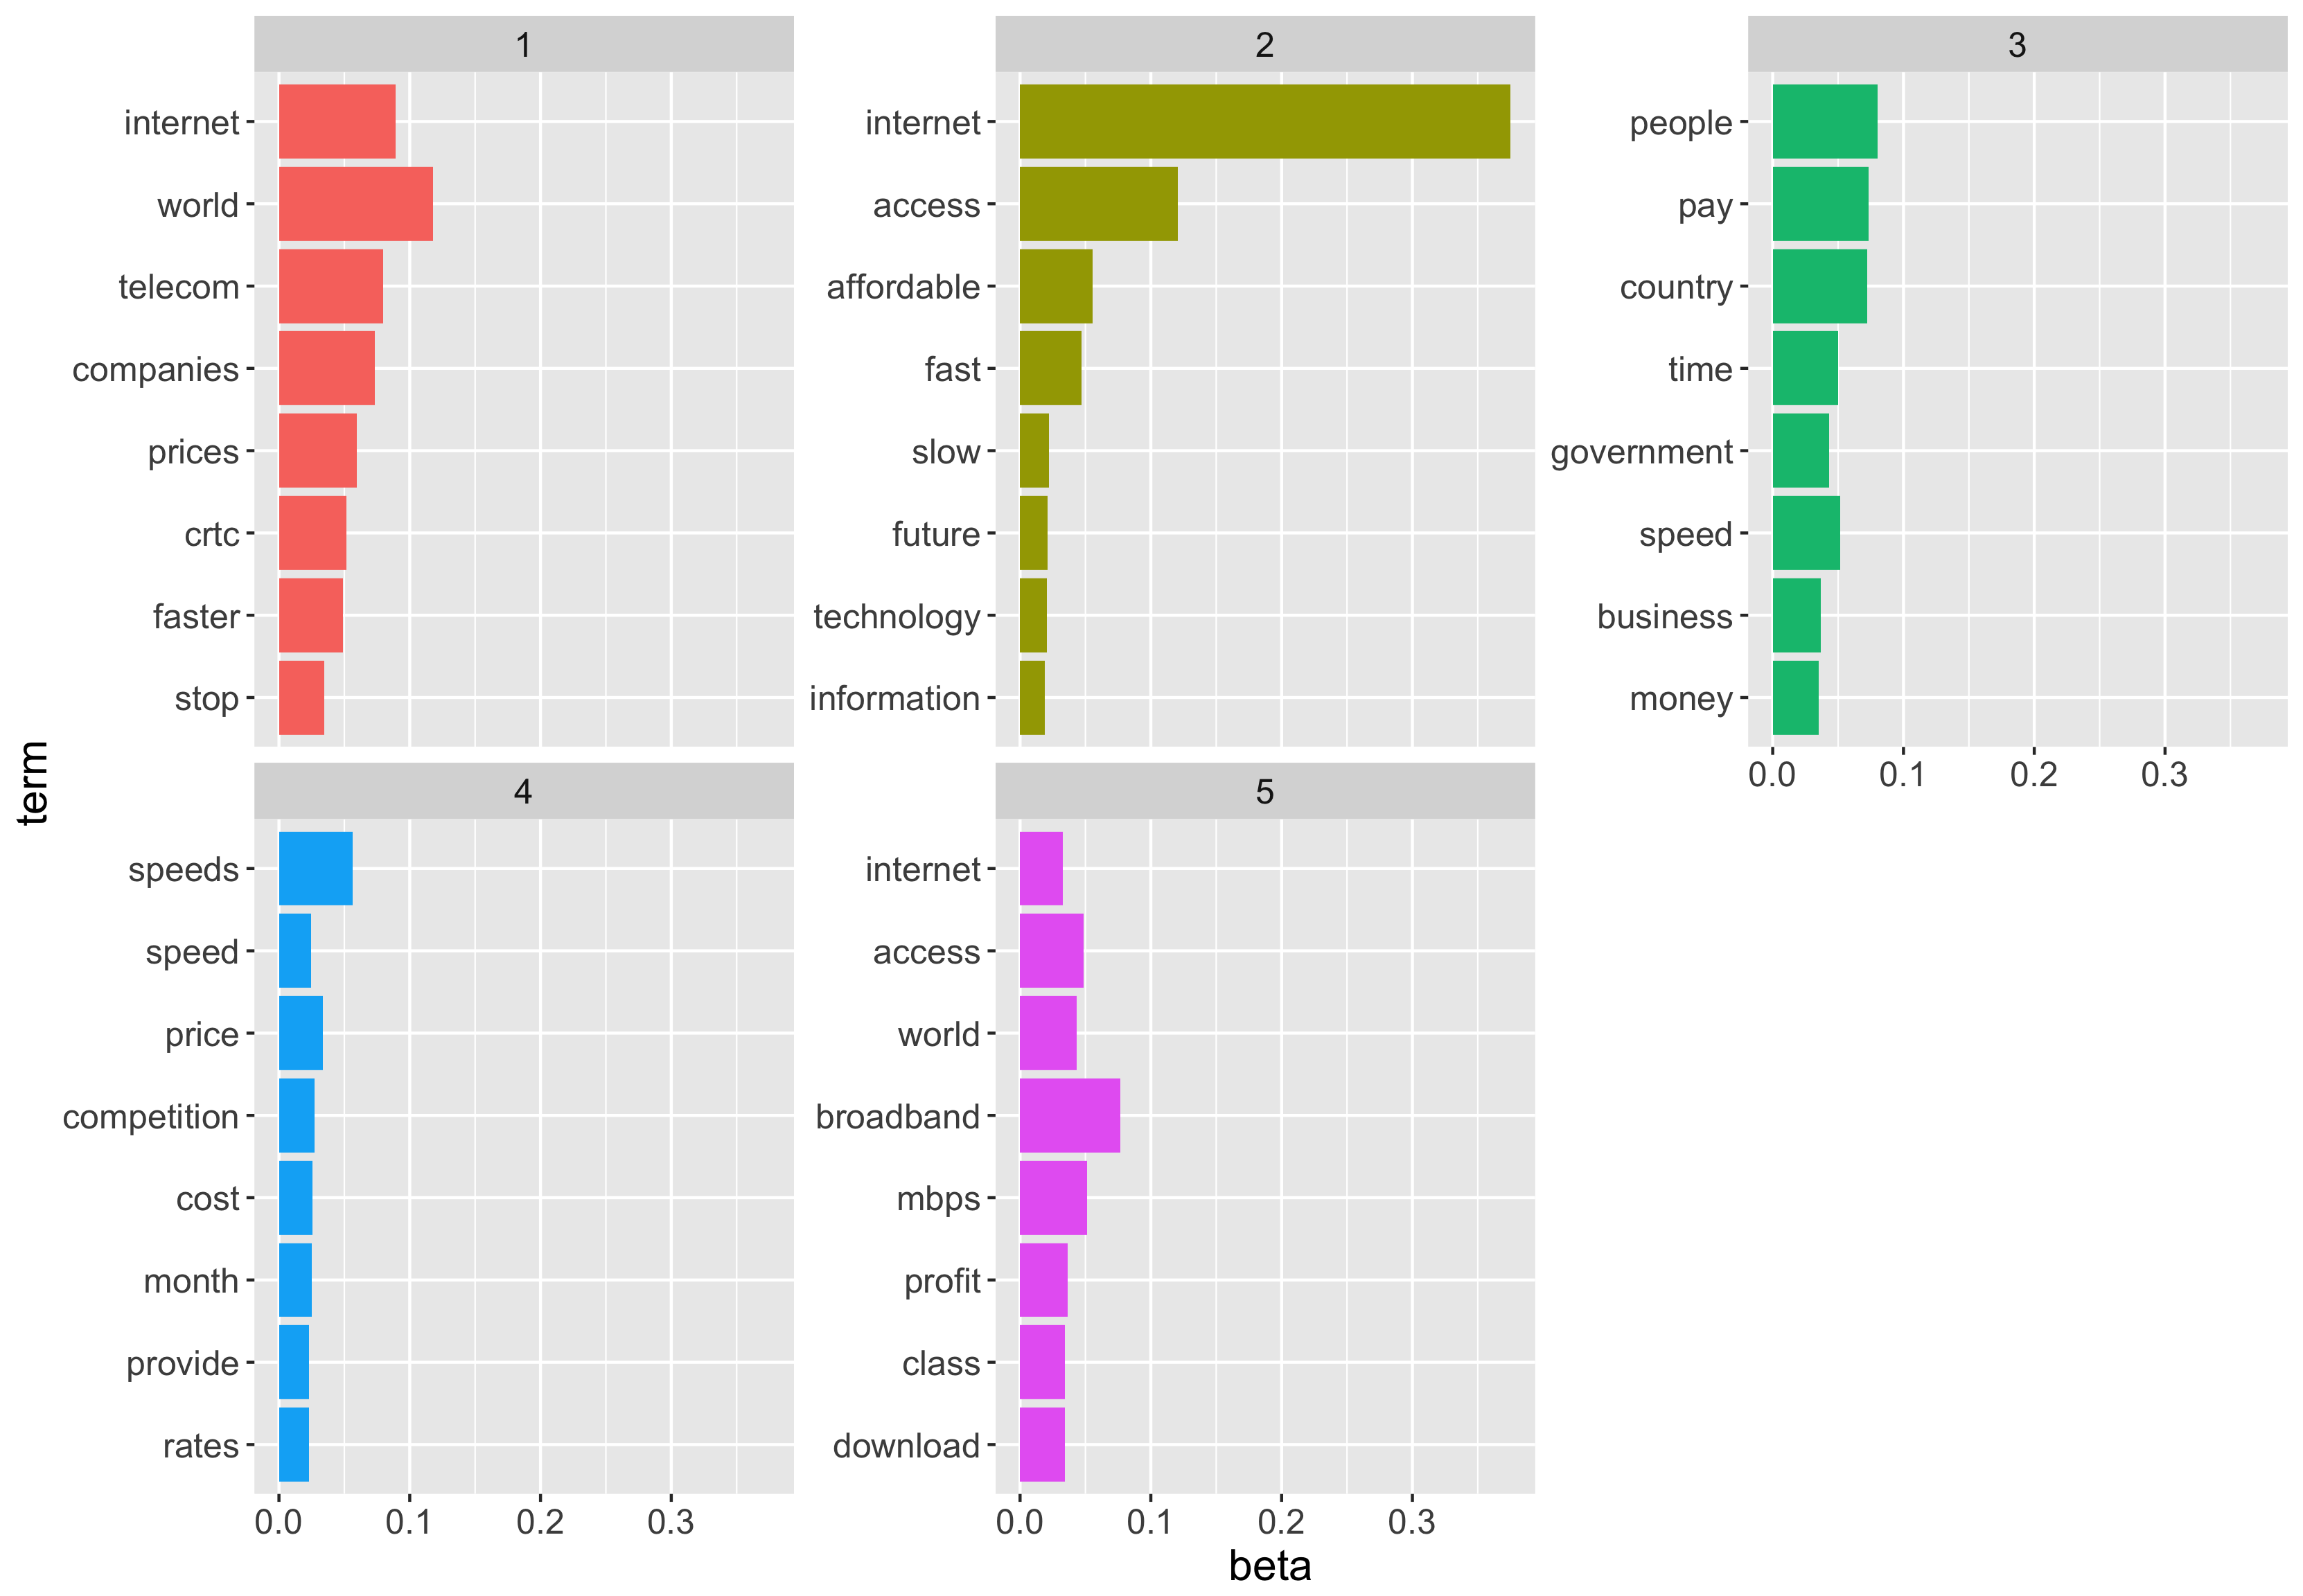 term
1
internet
world
telecom
companies
prices
crtc
faster
stop
2
internet
access
affordable
fast
slow
future
technology
information
3
people
pay
country
time
government
speed
business
money
0.0 0.1 0.2 0.3
4
speeds
speed
price
competition
cost
month
provide
rates
0.0 0.1 0.2 0.3
5
internet
access
world
broadband
mbps
profit
class
download
0.0 0.1 0.2 0.3
beta